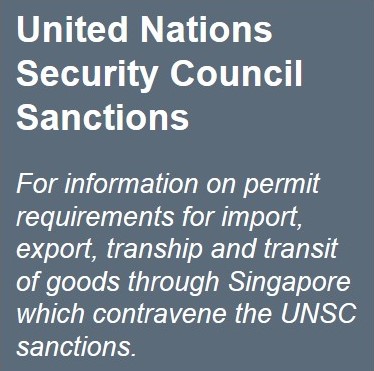 United Nations
Security Council
Sanctions
For information on permit
requirements for import,
export, tranship and transit
of goods through Singapore
which contravene the UNSC
sanctions.